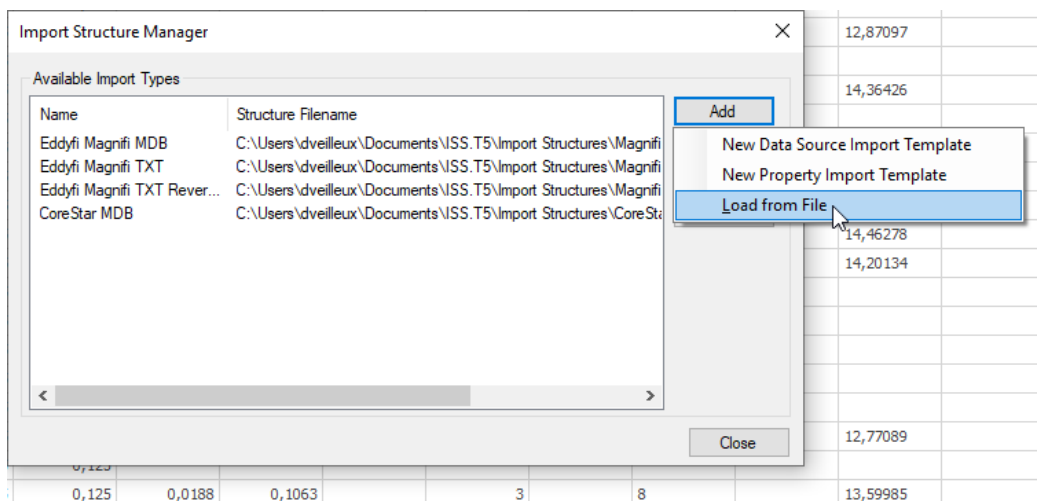 Import Structure Manager
12,87097
Available Import Types
14,36426
Name Structure Filename
Add
Eddyfi Magnifi MDB C:\Users\dveilleux\Documents\ISS.T5\Import Structures\Magnifi
New Data Source Import Template
Eddyfi Magnifi TXT C:\Users\dveilleux\Documents\ISS.T5\Import Structures\Magnifi
New Property Import Template
Eddyfi Magnifi TXT Rever... C:\Users\dveilleux\Documents\ISS.T5\Import Structures\Magnifi
Load from File
CoreStar MDB C:\Users\dveilleux\Documents\ISS.T5\Import Structures\CoreSta
14,46278
14,20134
Close
12,77089
0,125
0,125 0,0188 0,1063 3 8 13,59985